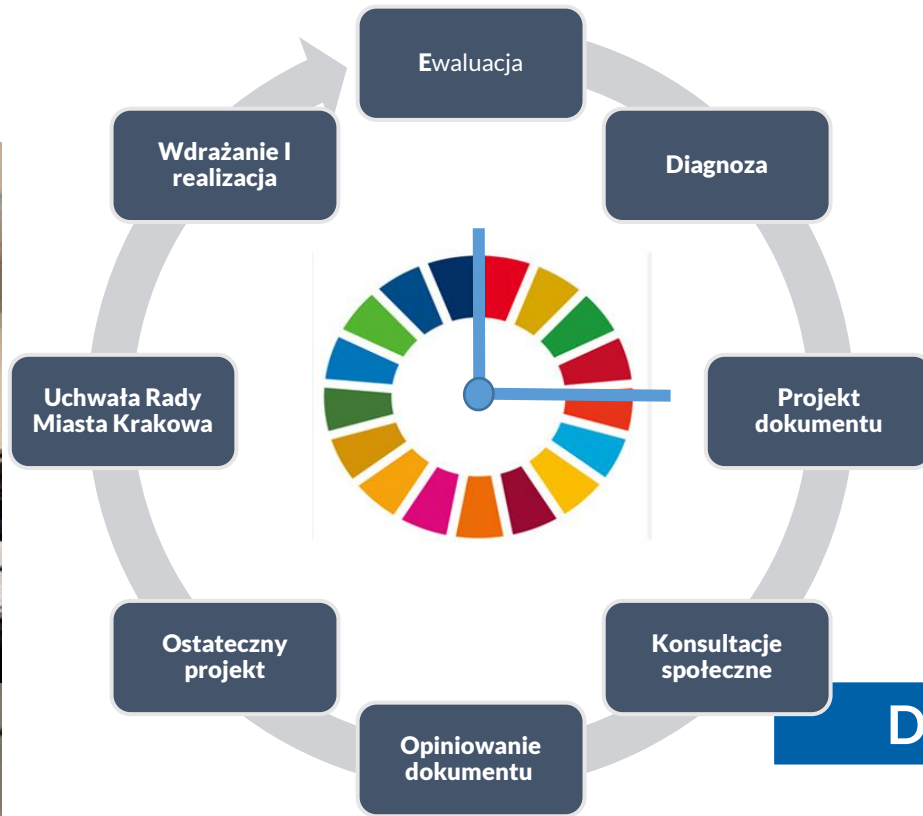 Ewaluacja
Diagnoza
Projekt
dokumentu
Konsultacje
społeczne
D
Opiniowanie
dokumentu
Ostateczny
projekt
Uchwała Rady
Miasta Krakowa
Wdrażanie I
realizacja